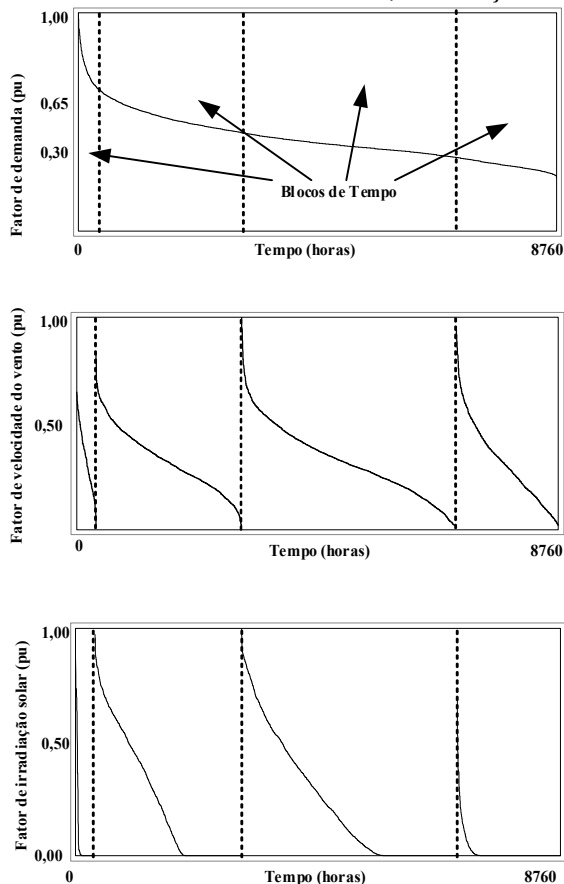 1,00
Fator de demanda (pu)
0,65
0,30
Blocos de Tempo
0
Tempo (horas)
8760
1,00
Fator de velocidade do vento (pu)
0,50
0
Tempo (horas)
8760
1,00
Fator de irradiação solar (pu)
0,50
0,00
0
Tempo (horas)
8760